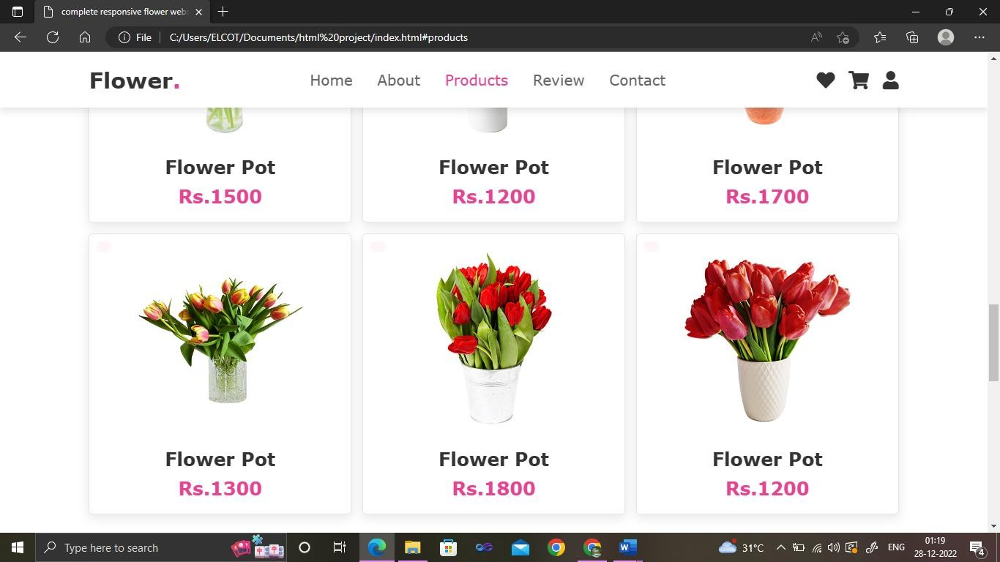 complete responsive flower webs
File
C:/Users/ELCOT/Documents/html%20project/index.html#products
Flower.
Home About Products Review Contact
Flower Pot Flower Pot Flower Pot
Rs.1500 Rs.1200 Rs.1700
Flower Pot Flower Pot Flower Pot
Rs.1300 Rs.1800 Rs.1200
Type here to search
31°C
ENG
01:19
28-12-2022
4